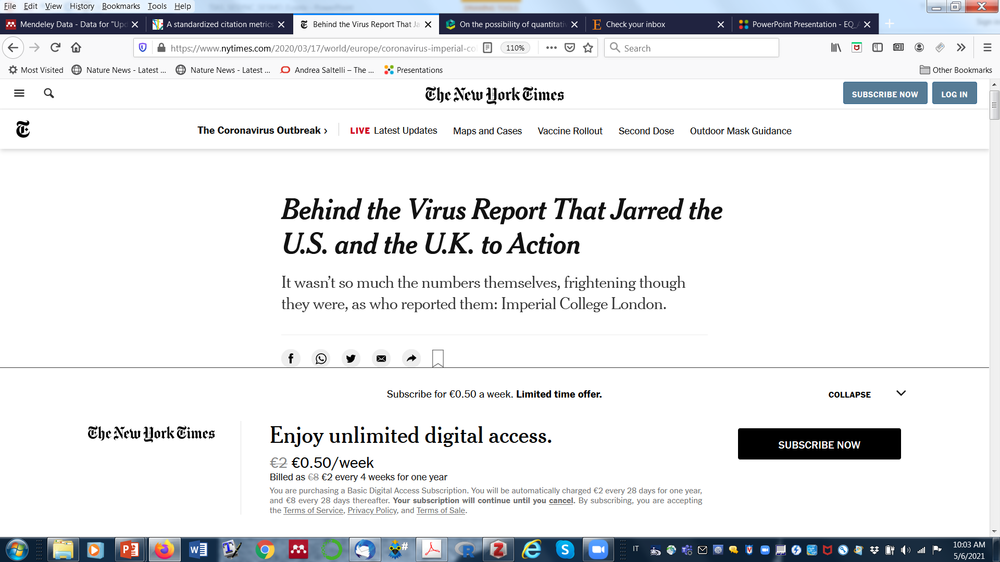 File Edit View History Bookmarks Tools Help
Mendeley Data - Data for "Upd
A standardized citation metrics
Behind the Virus Report That Ja
On the possibility of quantitati
Check your inbox
PowerPoint Presentation - EQ_A
https://www.nytimes.com/2020/03/17/world/europe/coronavirus-imperial-col
110%
Search
Most Visited
Nature News - Latest ...
Nature News - Latest ...
Andrea Saltelli – The ...
Presentations
Other Bookmarks
The New York Times
SUBSCRIBE NOW
LOG IN
The Coronavirus Outbreak ›
LIVE Latest Updates
Maps and Cases
Vaccine Rollout
Second Dose
Outdoor Mask Guidance
Behind the Virus Report That Jarred the
U.S. and the U.K. to Action
It wasn't so much the numbers themselves, frightening though
they were, as who reported them: Imperial College London.
Subscribe for €0.50 a week. Limited time offer.
COLLAPSE
The New York Times
Enjoy unlimited digital access.
€2 €0.50/week
Billed as €8 €2 every 4 weeks for one year
You are purchasing a Basic Digital Access Subscription. You will be automatically charged €2 every 28 days for one year,
and €8 every 28 days thereafter. Your subscription will continue until you cancel. By subscribing, you are accepting
the Terms of Service, Privacy Policy, and Terms of Sale.
SUBSCRIBE NOW
IT
10:03 AM
5/6/2021